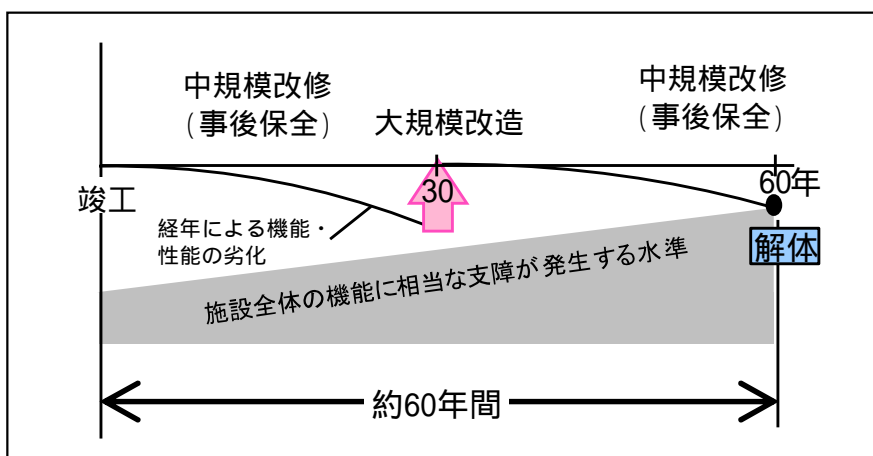 中規模改修
(事後保全)
大規模改造
中規模改修
(事後保全)
竣工
30
60年
経年による機能・
性能の劣化
解体
施設全体の機能に相当な支障が発生する水準
約60年間